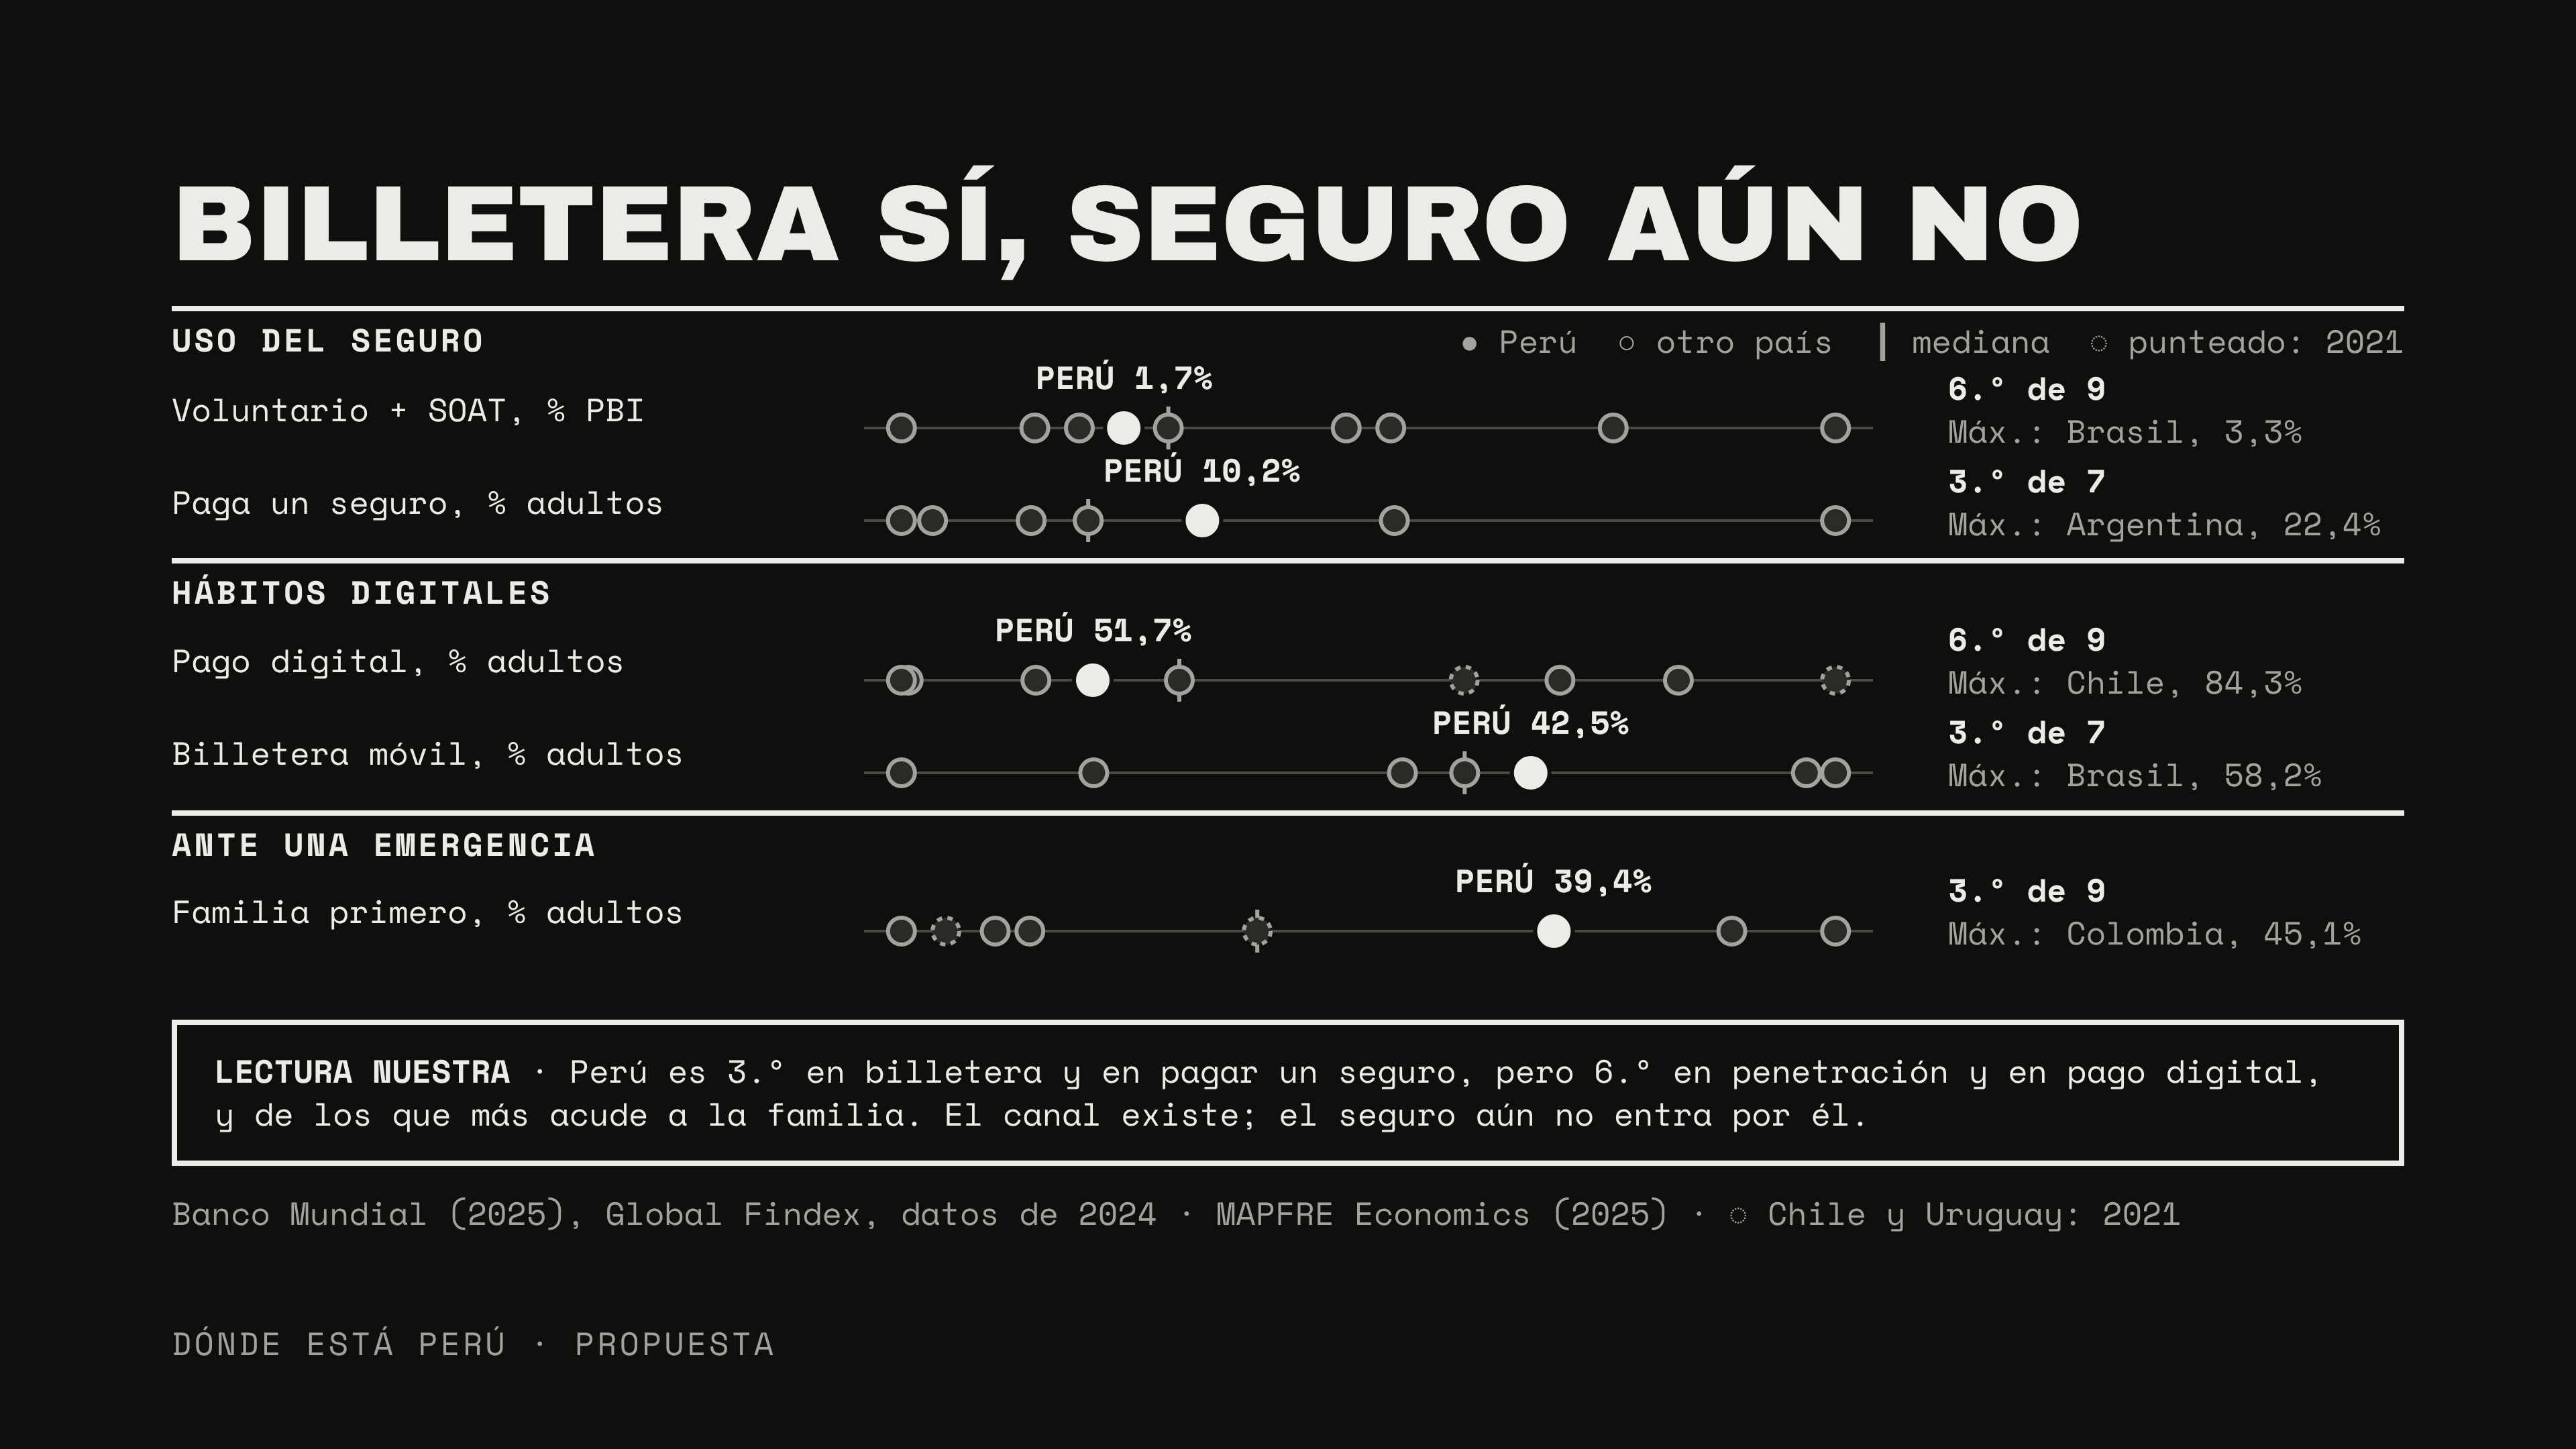 BILLETERA SÍ, SEGURO AÚN NO
USO DEL SEGURO
● Perú ○ otro país | mediana ◌ punteado: 2021
PERÚ 1,7%
Voluntario + SOAT, % PBI
6.º de 9
Máx.: Brasil, 3,3%
PERÚ 10,2%
Paga un seguro, % adultos
3.º de 7
Máx.: Argentina, 22,4%
HÁBITOS DIGITALES
PERÚ 51,7%
Pago digital, % adultos
6.º de 9
Máx.: Chile, 84,3%
PERÚ 42,5%
Billetera móvil, % adultos
3.º de 7
Máx.: Brasil, 58,2%
ANTE UNA EMERGENCIA
PERÚ 39,4%
Familia primero, % adultos
3.º de 9
Máx.: Colombia, 45,1%
LECTURA NUESTRA · Perú es 3.º en billetera y en pagar un seguro, pero 6.º en penetración y en pago digital,
y de los que más acude a la familia. El canal existe; el seguro aún no entra por él.
Banco Mundial (2025), Global Findex, datos de 2024 · MAPFRE Economics (2025) · ◌ Chile y Uruguay: 2021
DÓNDE ESTÁ PERÚ · PROPUESTA